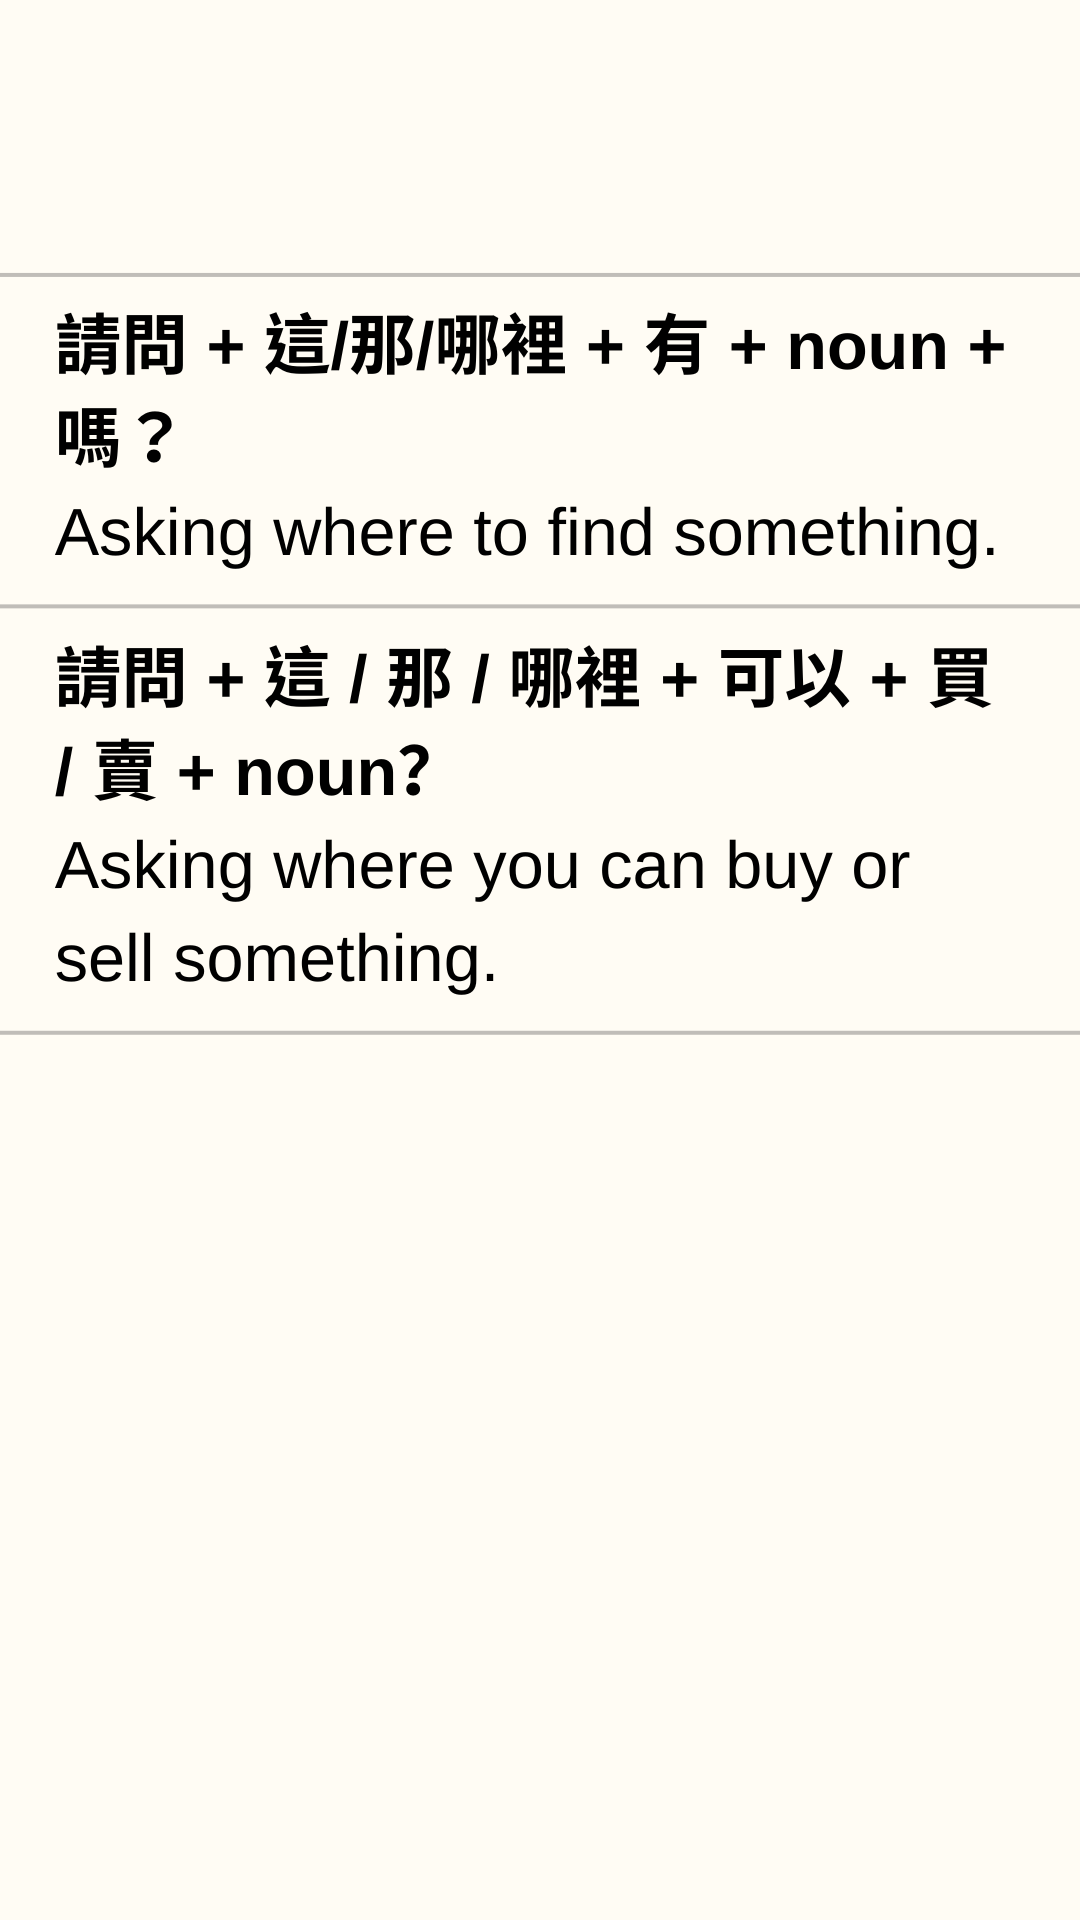 請問 + 這/那/哪裡 + 有 + noun +
嗎？
Asking where to find something.
請問 + 這 / 那 / 哪裡 + 可以 + 買
/ 賣 + noun?
Asking where you can buy or
sell something.